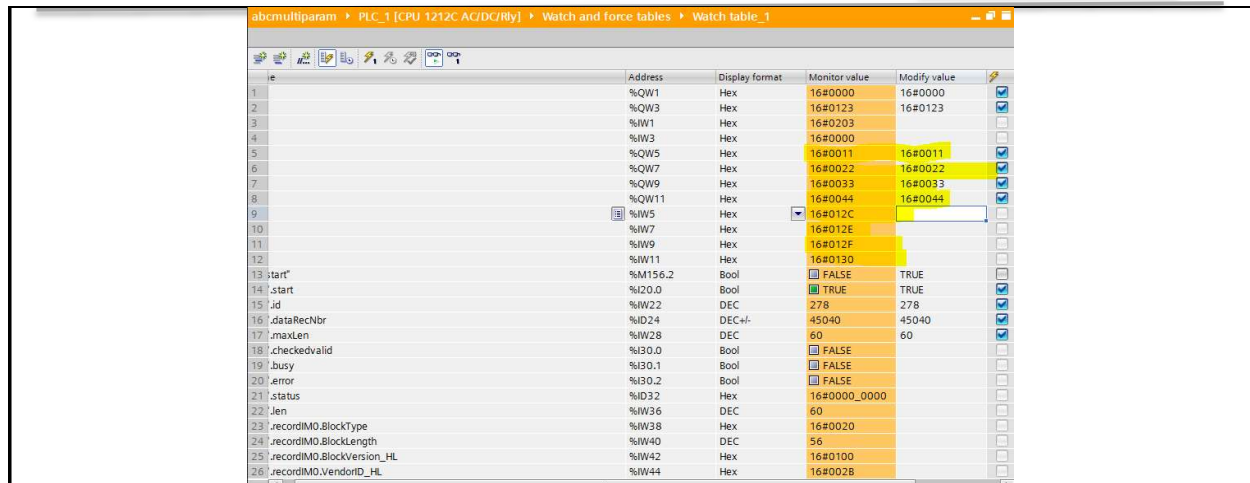 abcmultiparam ▸ PLC_1 [CPU 1212C AC/DC/Rly] ▸ Watch and force tables ▸ Watch table_1
e Address Display format Monitor value Modify value
1 %QW1 Hex 16#0000 16#0000
2 %QW3 Hex 16#0123 16#0123
3 %IW1 Hex 16#0203
4 %IW3 Hex 16#0000
5 %QW5 Hex 16#0011 16#0011
6 %QW7 Hex 16#0022 16#0022
7 %QW9 Hex 16#0033 16#0033
8 %QW11 Hex 16#0044 16#0044
9 %IW5 Hex 16#012C
10 %IW7 Hex 16#012E
11 %IW9 Hex 16#012F
12 %IW11 Hex 16#0130
13 start" %M156.2 Bool FALSE TRUE
14 .start %I20.0 Bool TRUE TRUE
15 .id %IW22 DEC 278 278
16 .dataRecNbr %ID24 DEC+/- 45040 45040
17 .maxLen %IW28 DEC 60 60
18 .checkedvalid %I30.0 Bool FALSE
19 .busy %I30.1 Bool FALSE
20 .error %I30.2 Bool FALSE
21 .status %ID32 Hex 16#0000_0000
22 .len %IW36 DEC 60
23 .recordIM0.BlockType %IW38 Hex 16#0020
24 .recordIM0.BlockLength %IW40 DEC 56
25 .recordIM0.BlockVersion_HL %IW42 Hex 16#0100
26 .recordIM0.VendorID_HL %IW44 Hex 16#002B